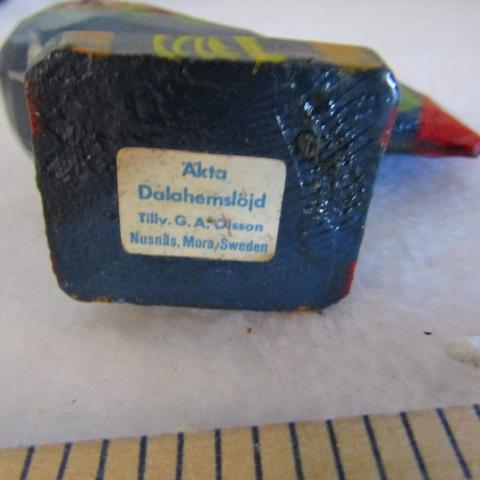 Äkta
Dalahemslöjd
Tillv. G. A. Olsson
Nusnäs, Mora, Sweden